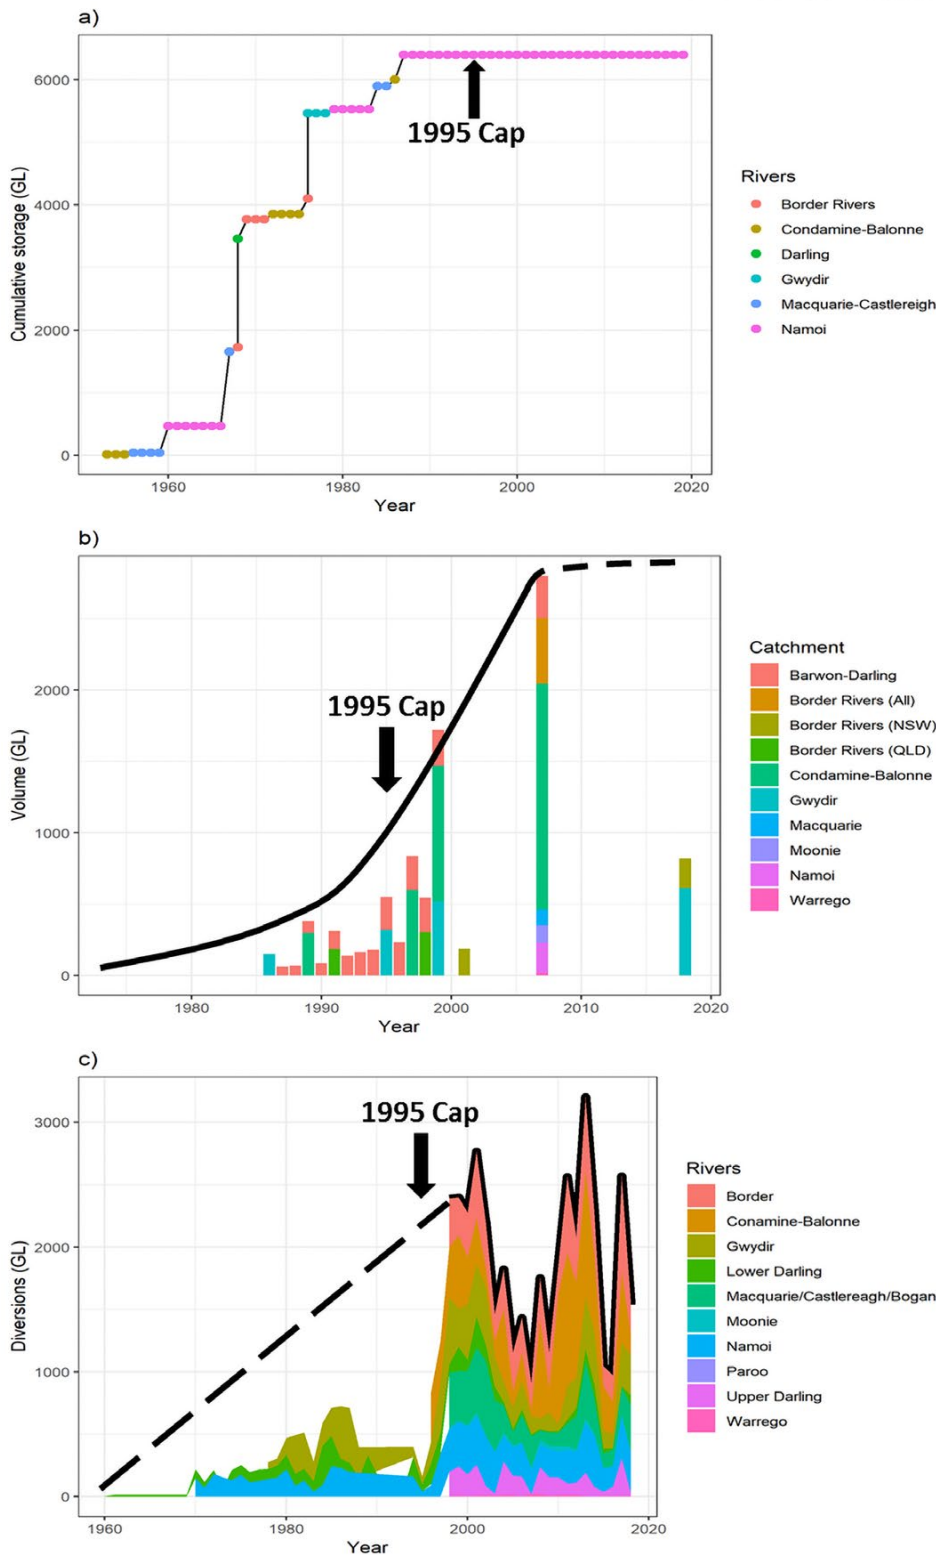 a)
Cumulative storage (GL)
6000
4000
2000
0
1995 Cap
1960
1980
2000
2020
Year
Rivers
Border Rivers
Condamine-Balonne
Darling
Gwydir
Macquarie-Castlereigh
Namoi
b)
Volume (GL)
2000
1000
0
1995 Cap
1980
1990
2000
2010
2020
Year
Catchment
Barwon-Darling
Border Rivers (All)
Border Rivers (NSW)
Border Rivers (QLD)
Condamine-Balonne
Gwydir
Macquarie
Moonie
Namoi
Warrego
c)
Diversions (GL)
3000
2000
1000
0
1995 Cap
1960
1980
2000
2020
Year
Rivers
Border
Conamine-Balonne
Gwydir
Lower Darling
Macquarie/Castlereagh/Bogan
Moonie
Namoi
Paroo
Upper Darling
Warrego